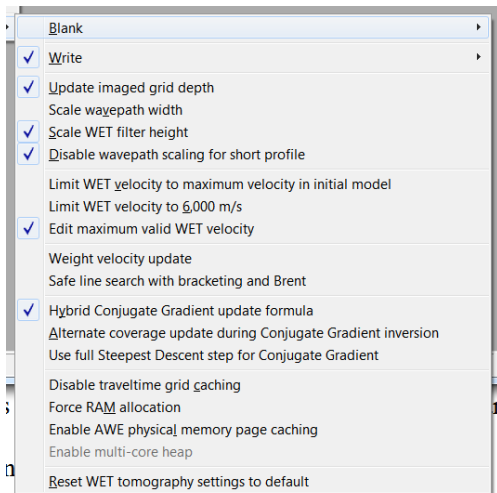 Blank
Write
Update imaged grid depth
Scale wavepath width
Scale WET filter height
Disable wavepath scaling for short profile
Limit WET velocity to maximum velocity in initial model
Limit WET velocity to 6,000 m/s
Edit maximum valid WET velocity
Weight velocity update
Safe line search with bracketing and Brent
Hybrid Conjugate Gradient update formula
Alternate coverage update during Conjugate Gradient inversion
Use full Steepest Descent step for Conjugate Gradient
Disable traveltime grid caching
Force RAM allocation
Enable AWE physical memory page caching
Enable multi-core heap
Reset WET tomography settings to default